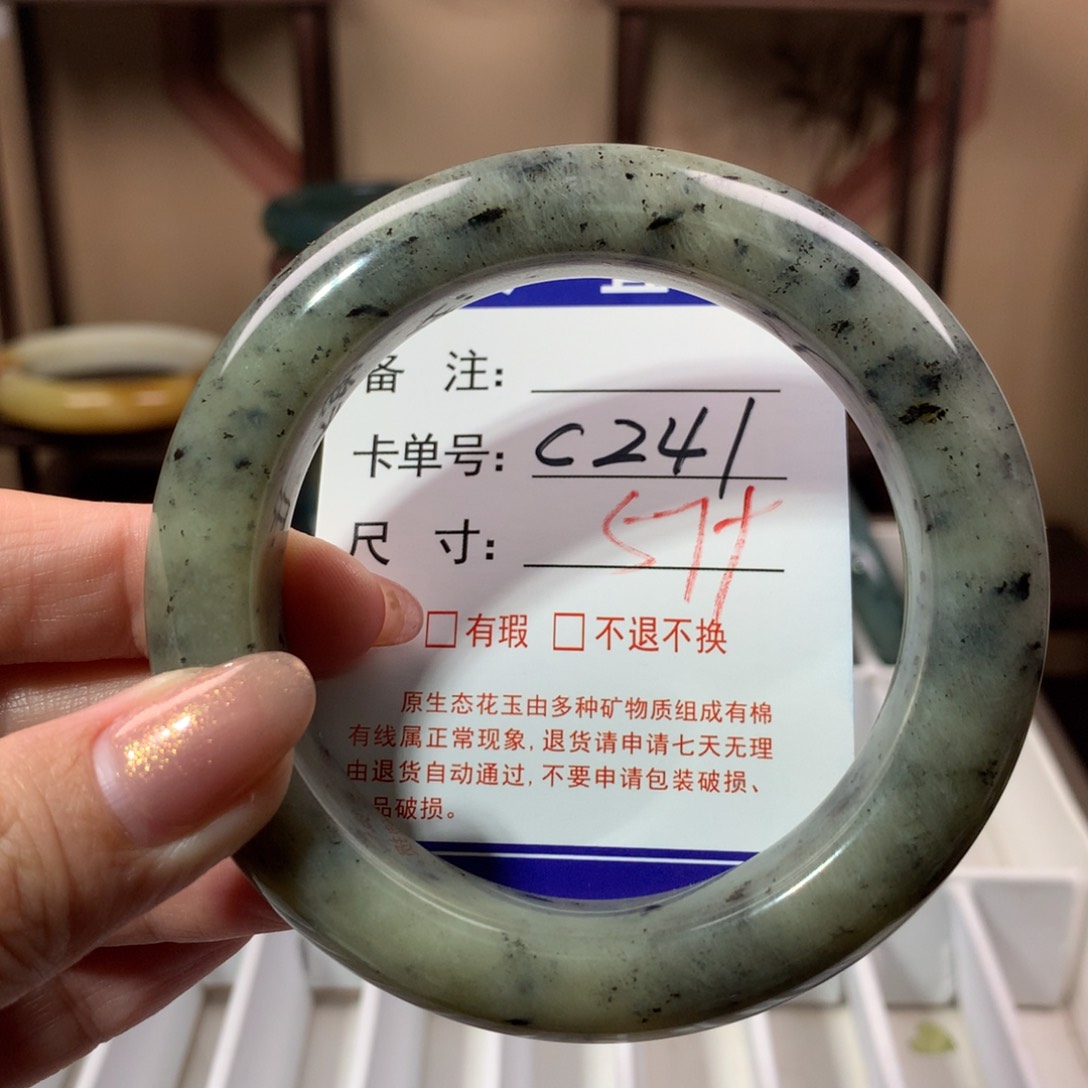 备 注:
卡单号: C241
尺 寸: 57+
□有瑕 □不退不换
原生态花玉由多种矿物质组成有棉
有线属正常现象, 退货请申请七天无理
由退货自动通过, 不要申请包装破损、
品破损。